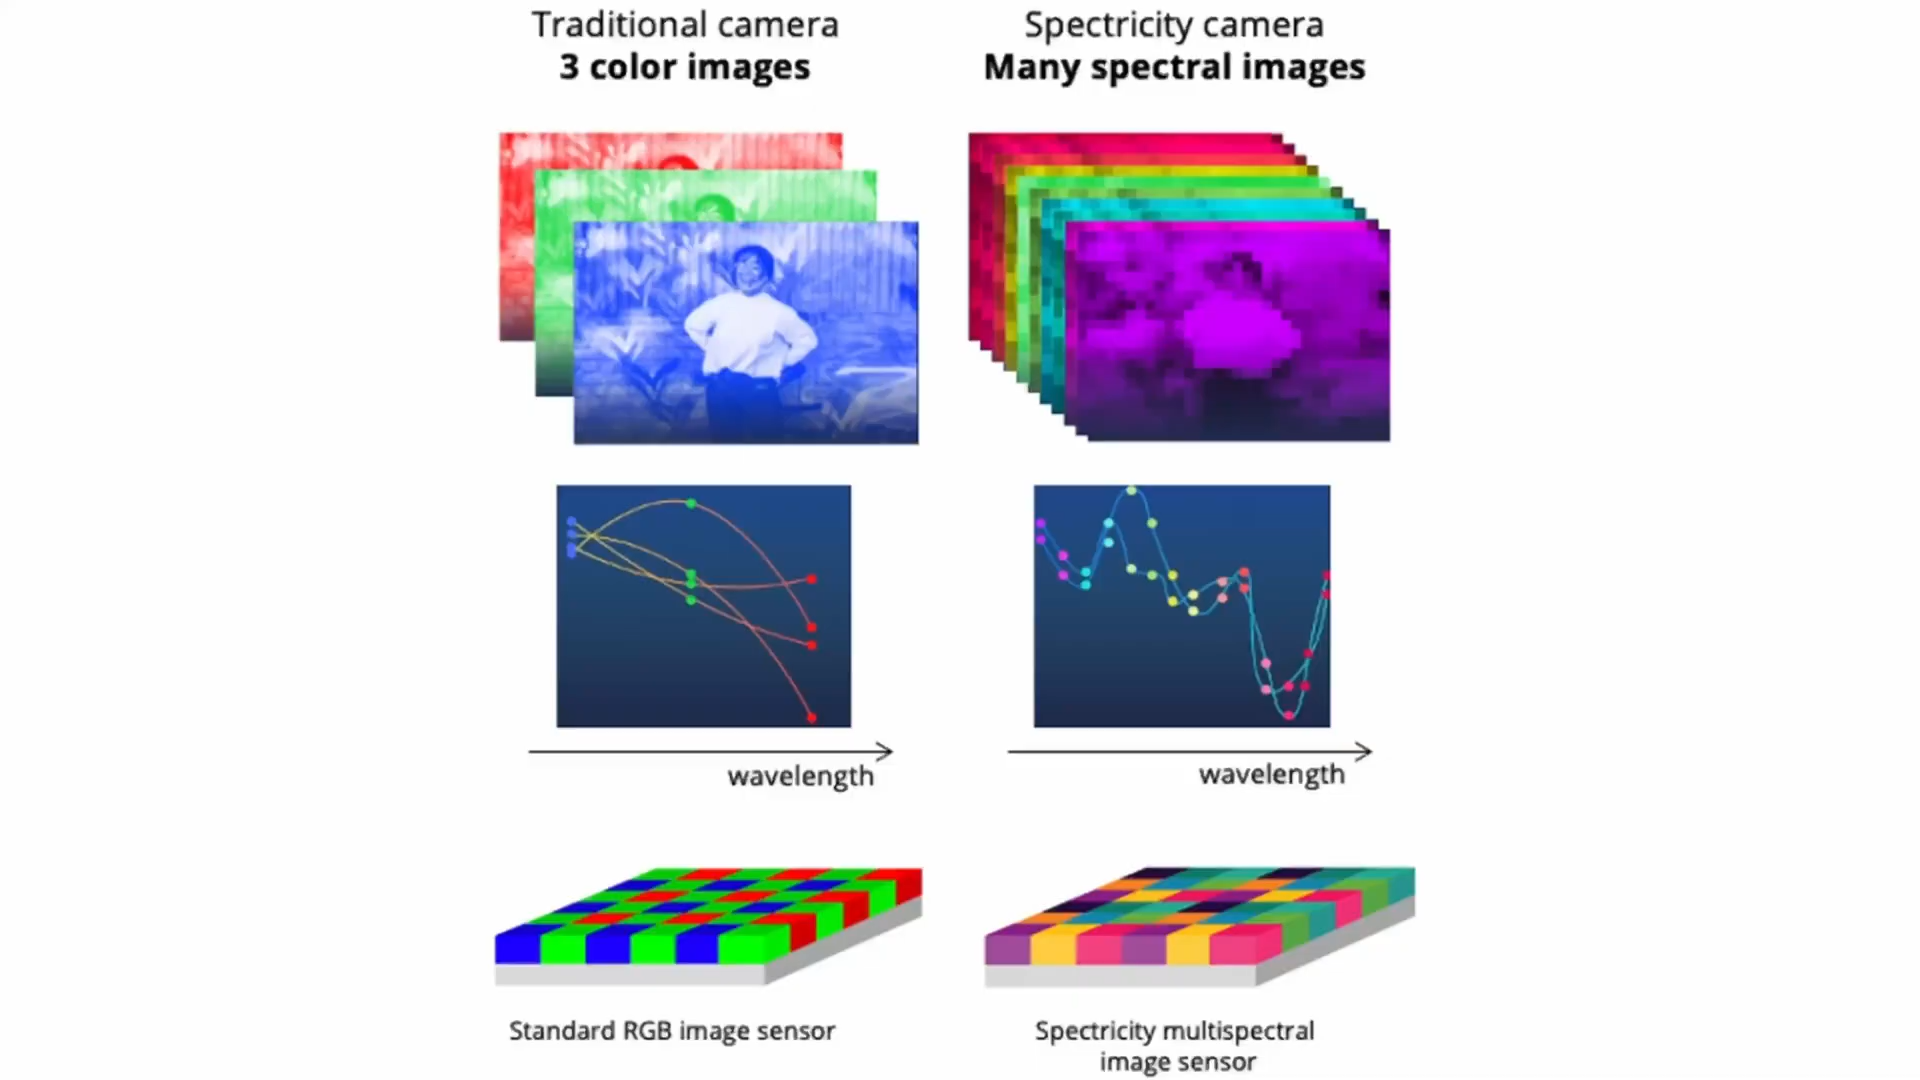 Traditional camera
3 color images
Spectricity camera
Many spectral images
wavelength
wavelength
Standard RGB image sensor
Spectricity multispectral
image sensor